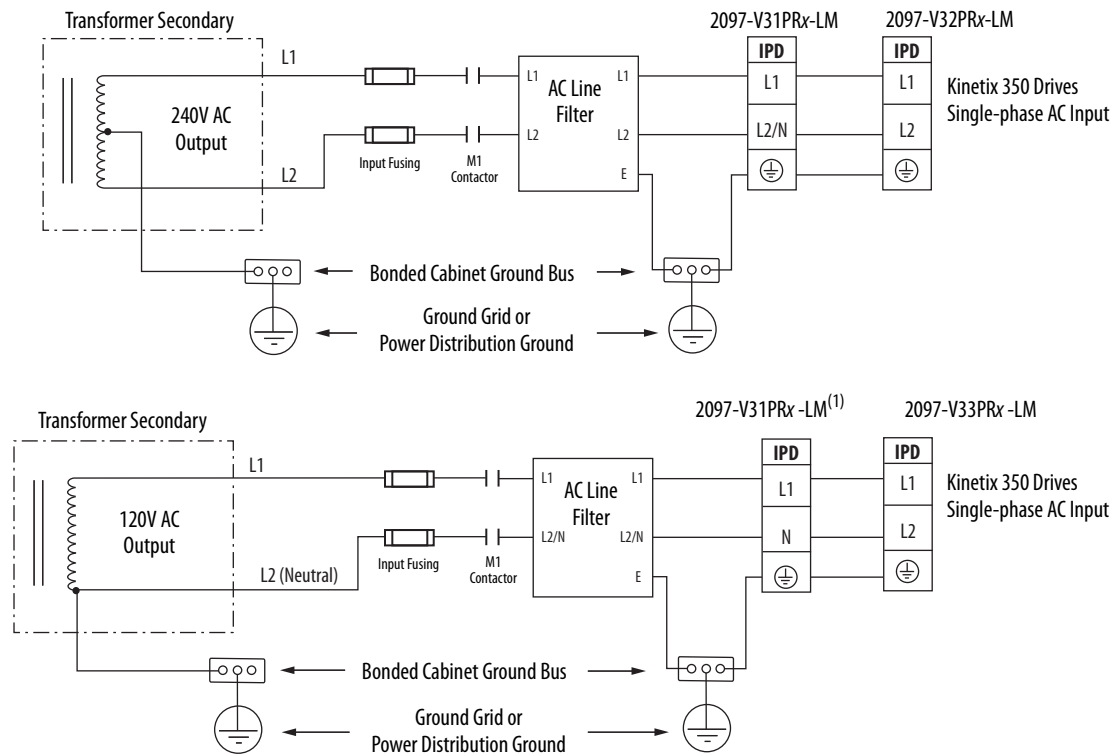 Transformer Secondary
2097-V31PRx-LM
2097-V32PRx-LM
L1
240V AC
Output
L2
Input Fusing
M1
Contactor
L1
L1
AC Line
Filter
L2
L2
E
IPD
L1
L2/N
IPD
L1
L2
Kinetix 350 Drives
Single-phase AC Input
Bonded Cabinet Ground Bus
Ground Grid or
Power Distribution Ground
Transformer Secondary
2097-V31PRx -LM(1)
2097-V33PRx -LM
L1
120V AC
Output
L2 (Neutral)
Input Fusing
M1
Contactor
L1
L1
AC Line
Filter
L2/N
L2/N
E
IPD
L1
N
IPD
L1
L2
Kinetix 350 Drives
Single-phase AC Input
Bonded Cabinet Ground Bus
Ground Grid or
Power Distribution Ground